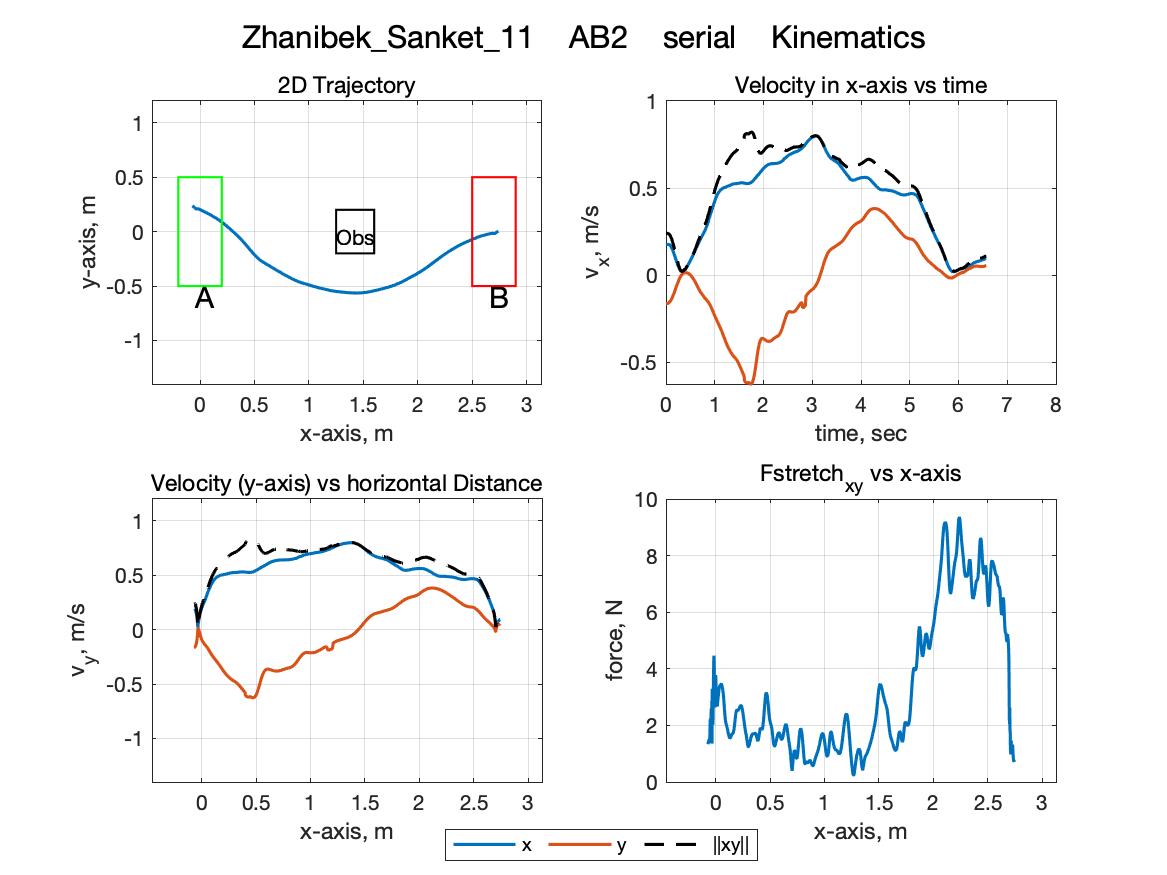 Zhanibek_Sanket_11 AB2 serial Kinematics
2D Trajectory
1
0.5
0
-0.5
-1
y-axis, m
Obs
A
B
0 0.5 1 1.5 2 2.5 3
x-axis, m
Velocity in x-axis vs time
1
0.5
0
-0.5
vx, m/s
0 1 2 3 4 5 6 7 8
time, sec
Velocity (y-axis) vs horizontal Distance
1
0.5
0
-0.5
-1
vy, m/s
0 0.5 1 1.5 2 2.5 3
x-axis, m
Fstretchxy vs x-axis
10
8
6
4
2
0
force, N
0 0.5 1 1.5 2 2.5 3
x-axis, m
x y ||xy||